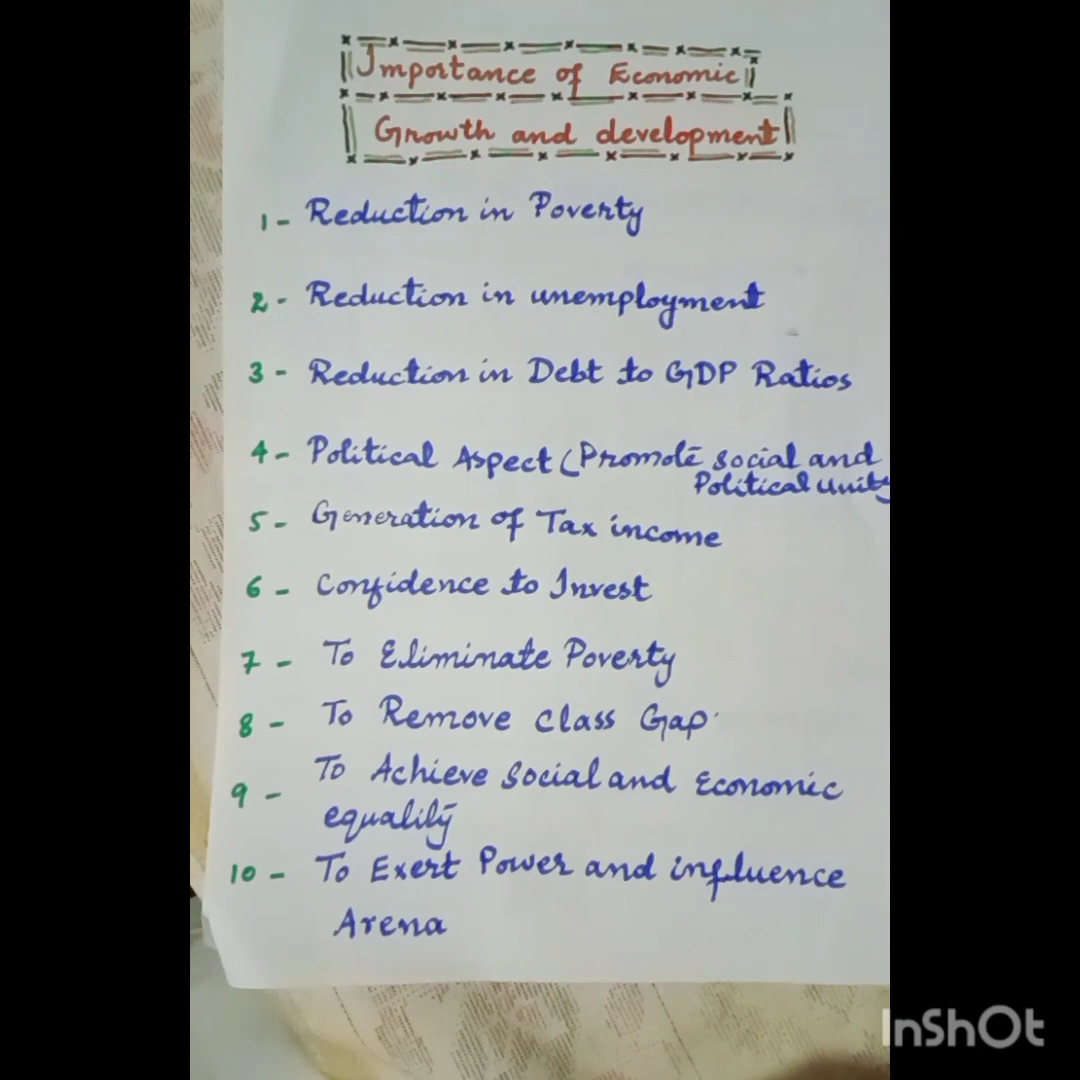 Importance of Economic
Growth and development
1- Reduction in Poverty
2- Reduction in unemployment
3- Reduction in Debt to GDP Ratios
4- Political Aspect (Promote social and
Political unity
5- Generation of Tax income
6- Confidence to Invest
7- To Eliminate Poverty
8- To Remove Class Gap
9- To Achieve Social and Economic
equality
10- To Exert Power and influence
Arena
InShOt